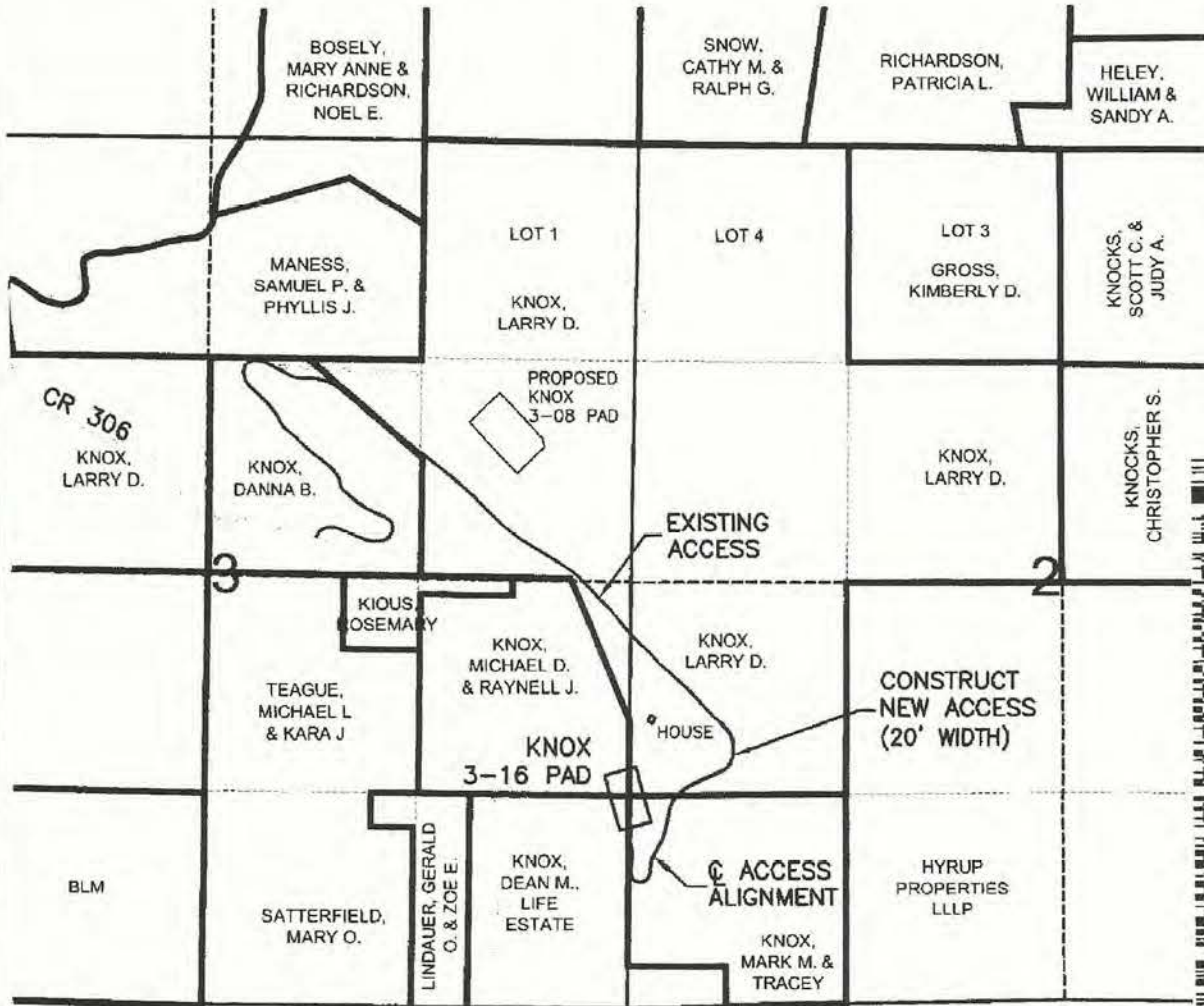 BOSELY,
MARY ANNE &
RICHARDSON,
NOEL E.
SNOW,
CATHY M. &
RALPH G.
RICHARDSON,
PATRICIA L.
HELEY,
WILLIAM &
SANDY A.
MANESS,
SAMUEL P. &
PHYLLIS J.
LOT 1
KNOX,
LARRY D.
LOT 4
LOT 3
GROSS,
KIMBERLY D.
KNOCKS,
SCOTT C. &
JUDY A.
CR 306
KNOX,
LARRY D.
KNOX,
DANNA B.
PROPOSED
KNOX
3-08 PAD
EXISTING
ACCESS
KNOX,
LARRY D.
KNOCKS,
CHRISTOPHER S.
3
2
KIOUS,
ROSEMARY
TEAGUE,
MICHAEL L
& KARA J
KNOX,
MICHAEL D.
& RAYNELL J.
KNOX,
LARRY D.
HOUSE
CONSTRUCT
NEW ACCESS
(20' WIDTH)
KNOX
3-16 PAD
BLM
SATTERFIELD,
MARY O.
LINDAUER, GERALD
O. & ZOE E.
KNOX,
DEAN M.,
LIFE
ESTATE
℄ ACCESS
ALIGNMENT
KNOX,
MARK M. &
TRACEY
HYRUP
PROPERTIES
LLLP